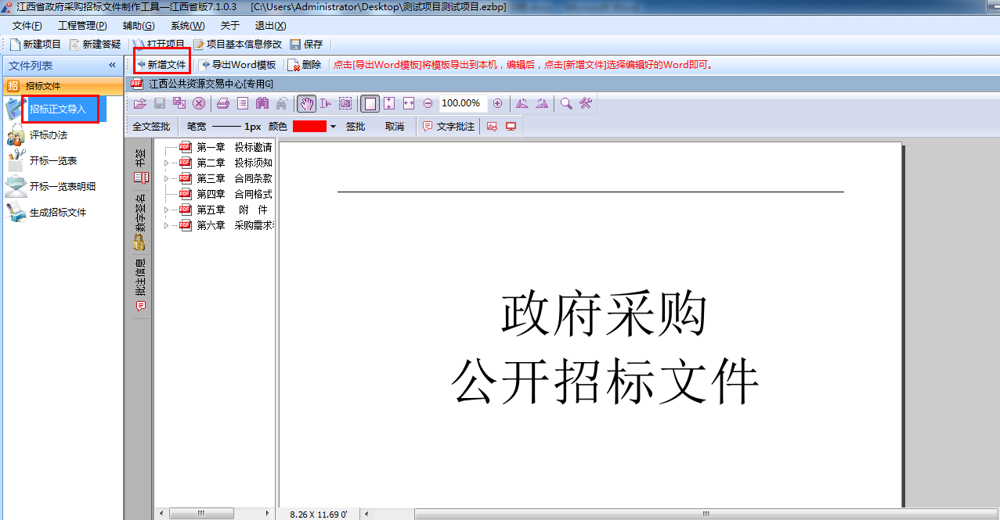 江西省政府采购招标文件制作工具—江西省版7.1.0.3 [C:\Users\Administrator\Desktop\测试项目测试项目.ezbp]
文件(F) 工程管理(P) 辅助(G) 系统(W) 关于 退出(X)
新建项目 新建答疑 打开项目 项目基本信息修改 保存
文件列表 «
新增文件 导出Word模板 删除 点击[导出Word模板]将模板导出到本机，编辑后，点击[新增文件]选择编辑好的Word即可。
招 招标文件
江西公共资源交易中心[专用G]
招标正文导入
评标办法
开标一览表
开标一览表明细
生成招标文件
100.00%
全文签批 笔宽 1px 颜色 签批 取消 文字批注
书签
数字签名
批注信息
第一章 投标邀请
第二章 投标须知
第三章 合同条款
第四章 合同格式
第五章 附 件
第六章 采购需求
政府采购
公开招标文件
8.26 X 11.69 0'